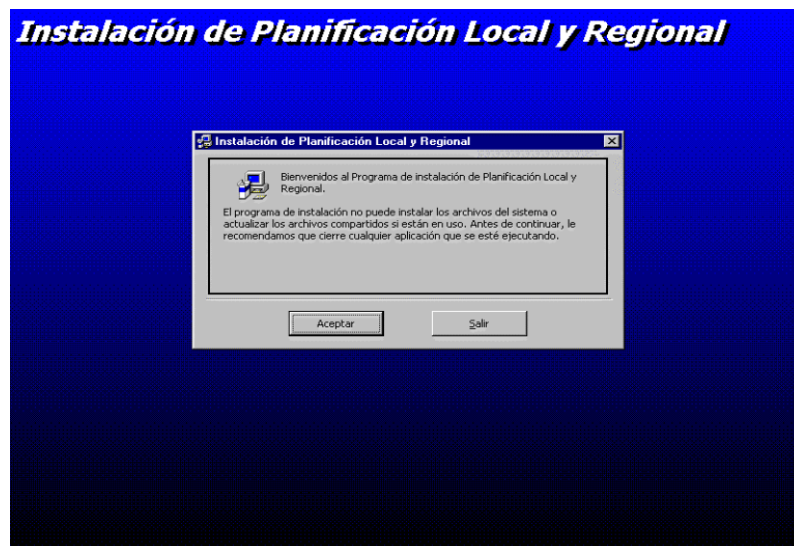 Instalación de Planificación Local y Regional
Instalación de Planificación Local y Regional
Bienvenidos al Programa de instalación de Planificación Local y
Regional.
El programa de instalación no puede instalar los archivos del sistema o
actualizar los archivos compartidos si están en uso. Antes de continuar, le
recomendamos que cierre cualquier aplicación que se esté ejecutando.
Aceptar
Salir